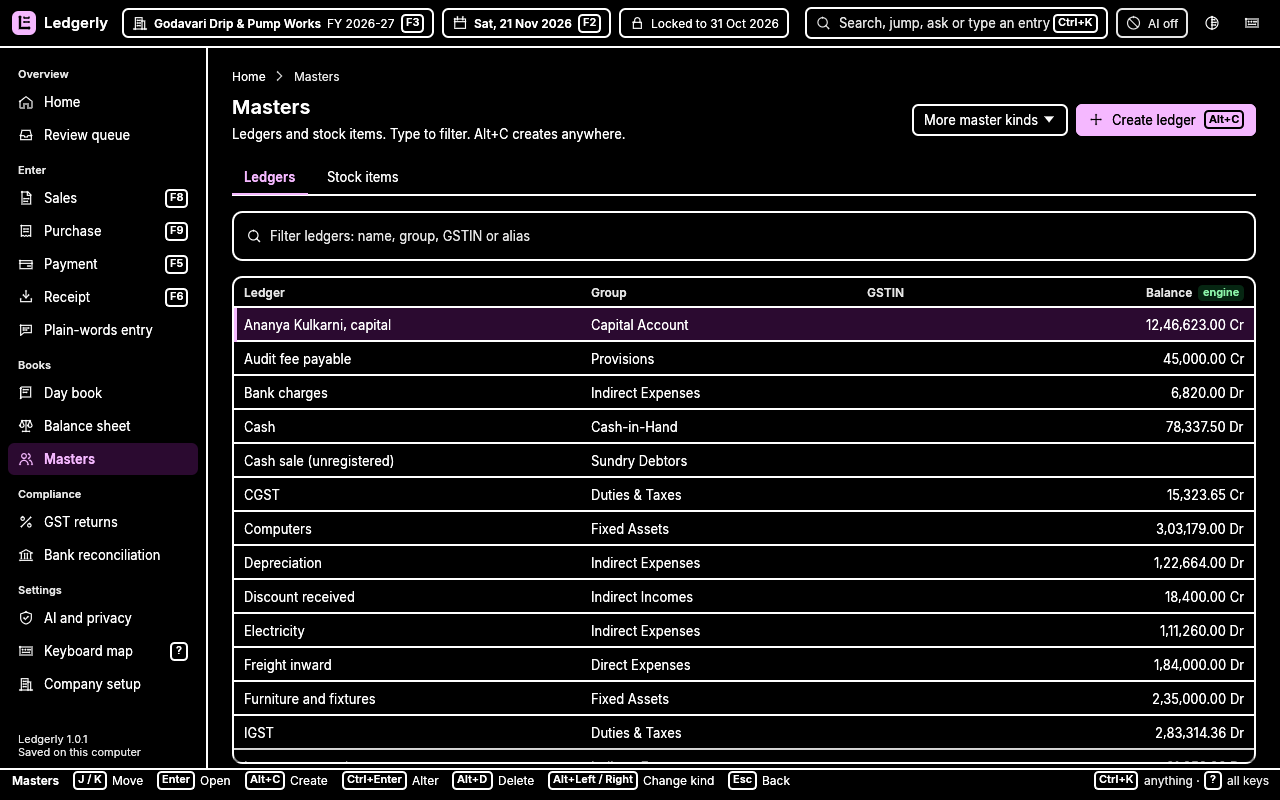 Ledgerly
Godavari Drip & Pump Works FY 2026-27 F3
Sat, 21 Nov 2026 F2
Locked to 31 Oct 2026
Search, jump, ask or type an entry Ctrl+K
AI off
Overview
Home
Review queue
Enter
Sales F8
Purchase F9
Payment F5
Receipt F6
Plain-words entry
Books
Day book
Balance sheet
Masters
Compliance
GST returns
Bank reconciliation
Settings
AI and privacy
Keyboard map ?
Company setup
Ledgerly 1.0.1
Saved on this computer
Home > Masters
Masters
Ledgers and stock items. Type to filter. Alt+C creates anywhere.
More master kinds
Create ledger Alt+C
Ledgers Stock items
Filter ledgers: name, group, GSTIN or alias
Ledger Group GSTIN Balance engine
Ananya Kulkarni, capital Capital Account 12,46,623.00 Cr
Audit fee payable Provisions 45,000.00 Cr
Bank charges Indirect Expenses 6,820.00 Dr
Cash Cash-in-Hand 78,337.50 Dr
Cash sale (unregistered) Sundry Debtors
CGST Duties & Taxes 15,323.65 Cr
Computers Fixed Assets 3,03,179.00 Dr
Depreciation Indirect Expenses 1,22,664.00 Dr
Discount received Indirect Incomes 18,400.00 Cr
Electricity Indirect Expenses 1,11,260.00 Dr
Freight inward Direct Expenses 1,84,000.00 Dr
Furniture and fixtures Fixed Assets 2,35,000.00 Dr
IGST Duties & Taxes 2,83,314.36 Dr
Masters J / K Move Enter Open Alt+C Create Ctrl+Enter Alter Alt+D Delete Alt+Left / Right Change kind Esc Back
Ctrl+K anything · ? all keys